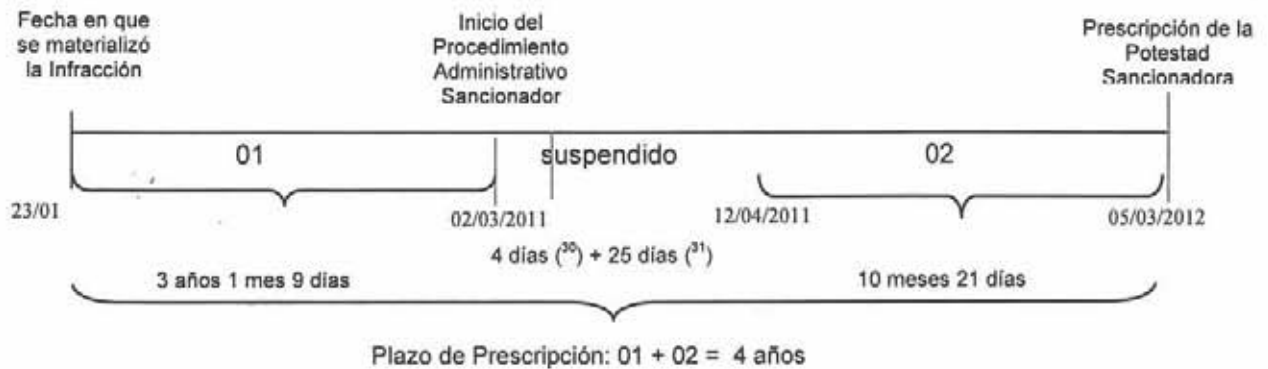 Fecha en que
se materializó
la Infracción
Inicio del
Procedimiento
Administrativo
Sancionador
Prescripción de la
Potestad
Sancionadora
01
suspendido
02
23/01
02/03/2011
12/04/2011
05/03/2012
4 días (30) + 25 días (31)
3 años 1 mes 9 días
10 meses 21 días
Plazo de Prescripción: 01 + 02 = 4 años